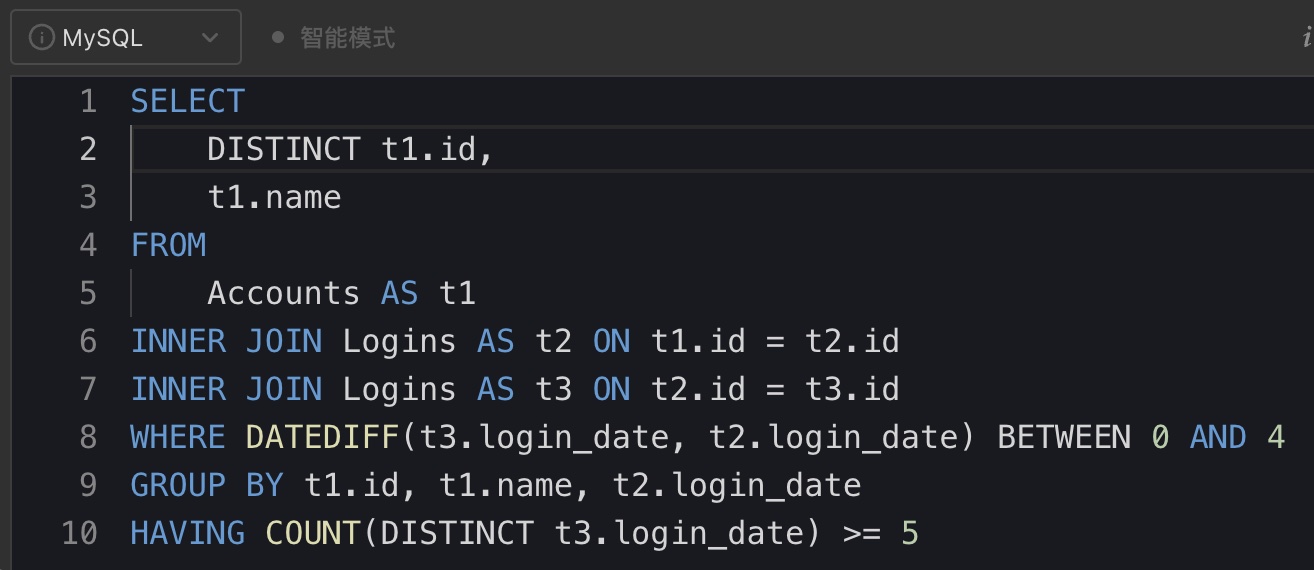 MySQL 智能模式
1 SELECT
2 DISTINCT t1.id,
3 t1.name
4 FROM
5 Accounts AS t1
6 INNER JOIN Logins AS t2 ON t1.id = t2.id
7 INNER JOIN Logins AS t3 ON t2.id = t3.id
8 WHERE DATEDIFF(t3.login_date, t2.login_date) BETWEEN 0 AND 4
9 GROUP BY t1.id, t1.name, t2.login_date
10 HAVING COUNT(DISTINCT t3.login_date) >= 5